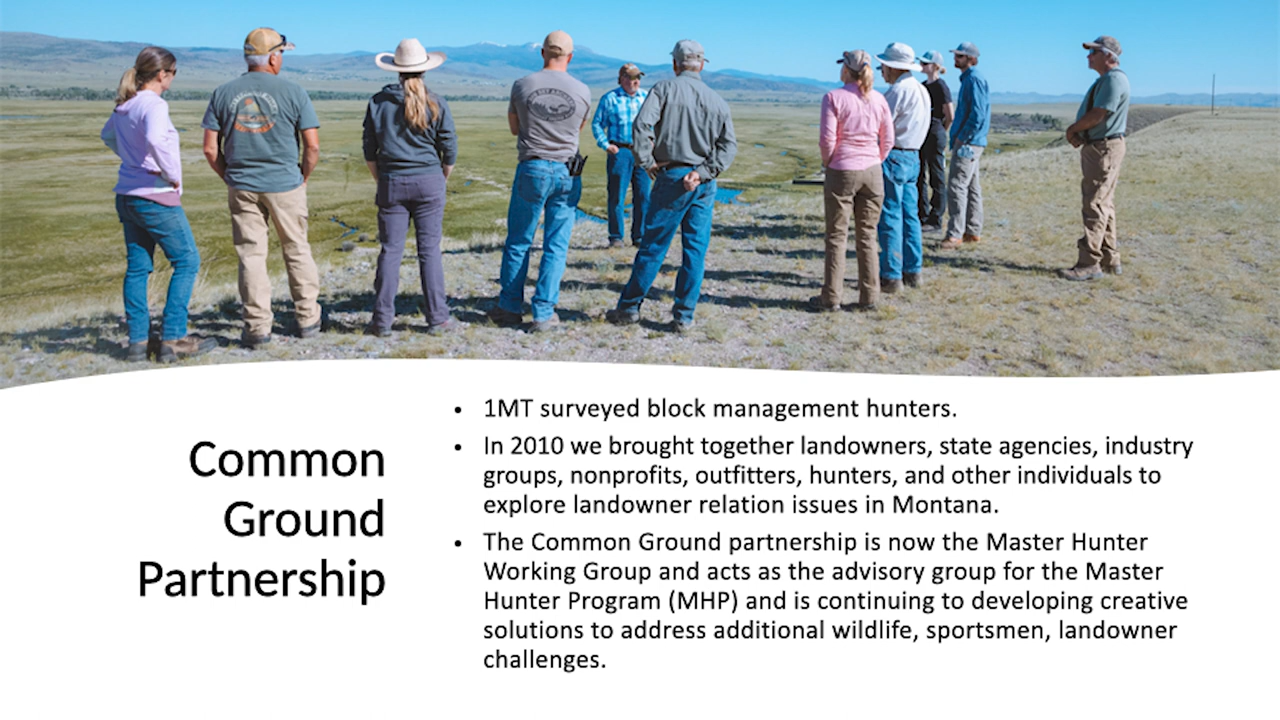 Common
Ground
Partnership
• 1MT surveyed block management hunters.
• In 2010 we brought together landowners, state agencies, industry
groups, nonprofits, outfitters, hunters, and other individuals to
explore landowner relation issues in Montana.
• The Common Ground partnership is now the Master Hunter
Working Group and acts as the advisory group for the Master
Hunter Program (MHP) and is continuing to developing creative
solutions to address additional wildlife, sportsmen, landowner
challenges.